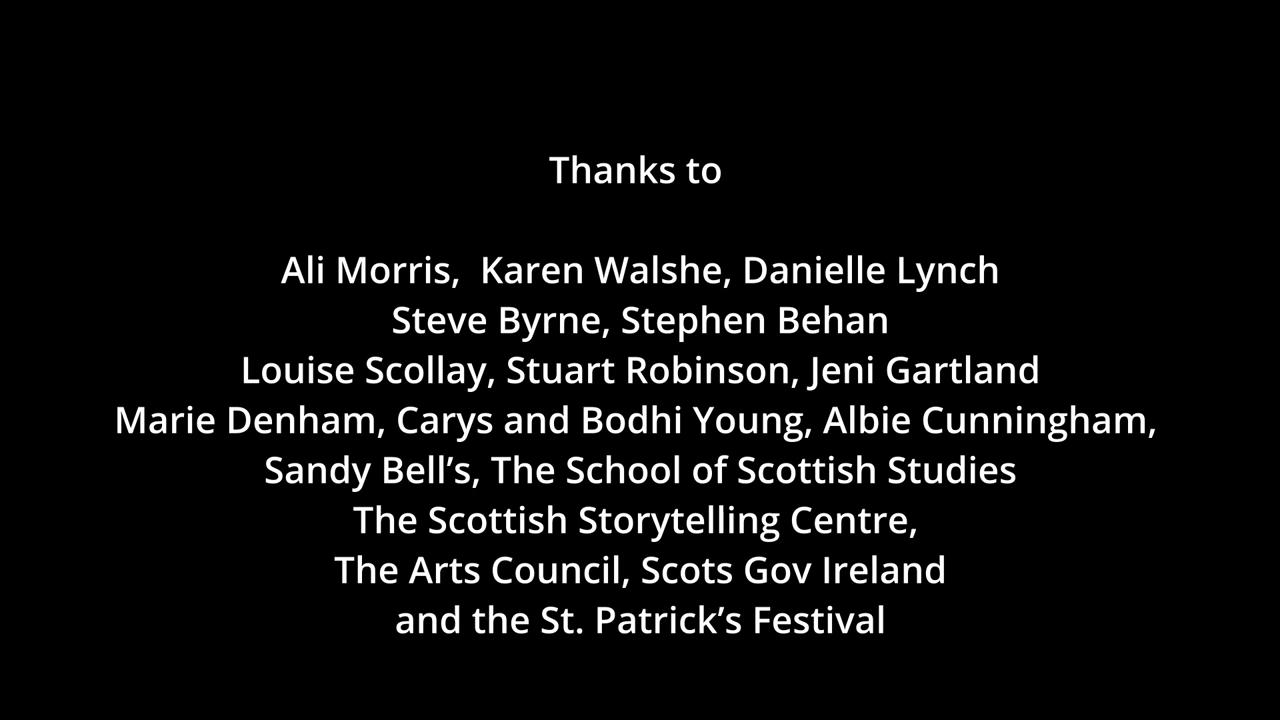 Thanks to
Ali Morris,  Karen Walshe, Danielle Lynch
Steve Byrne, Stephen Behan
Louise Scollay, Stuart Robinson, Jeni Gartland
Marie Denham, Carys and Bodhi Young, Albie Cunningham,
Sandy Bell’s, The School of Scottish Studies
The Scottish Storytelling Centre,
The Arts Council, Scots Gov Ireland
and the St. Patrick’s Festival